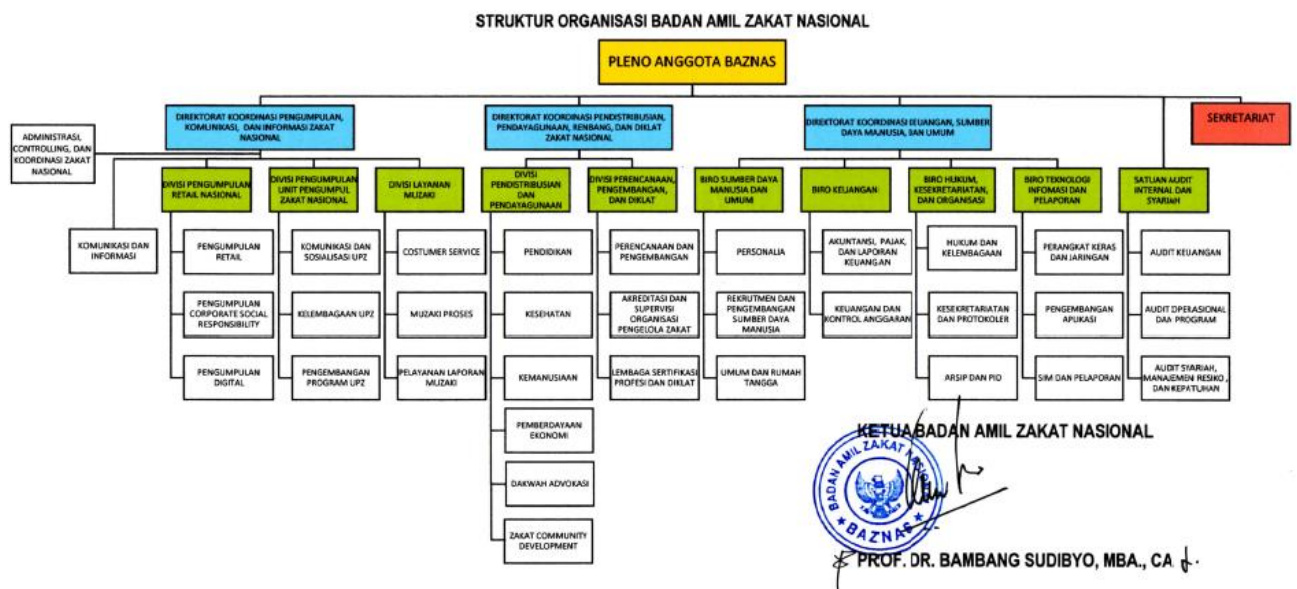 STRUKTUR ORGANISASI BADAN AMIL ZAKAT NASIONAL
PLENO ANGGOTA BAZNAS
DIREKTORAT KOORDINASI PENGUMPULAN,
KOMUNIKASI, DAN INFORMASI ZAKAT
NASIONAL
DIREKTORAT KOORDINASI PENDISTRIBUSIAN,
PENDAYAGUNAAN, RENBANG, DAN DIKLAT
ZAKAT NASIONAL
DIREKTORAT KOORDINASI KEUANGAN, SUMBER
DAYA MANUSIA, DAN UMUM
SEKRETARIAT
ADMINISTRASI,
CONTROLLING, DAN
KOORDINASI ZAKAT
NASIONAL
DIVISI PENGUMPULAN
RETAIL NASIONAL
DIVISI PENGUMPULAN
UNIT PENGUMPUL
ZAKAT NASIONAL
DIVISI LAYANAN
MUZAKI
DIVISI
PENDISTRIBUSIAN
DAN
PENDAYAGUNAAN
DIVISI PERENCANAAN,
PENGEMBANGAN,
DAN DIKLAT
BIRO SUMBER DAYA
MANUSIA DAN
UMUM
BIRO KEUANGAN
BIRO HUKUM,
KESEKRETARIATAN,
DAN ORGANISASI
BIRO TEKNOLOGI
INFOMASI DAN
PELAPORAN
SATUAN AUDIT
INTERNAL DAN
SYARIAH
KOMUNIKASI DAN
INFORMASI
PENGUMPULAN
RETAIL
KOMUNIKASI DAN
SOSIALISASI UPZ
COSTUMER SERVICE
PENDIDIKAN
PERENCANAAN DAN
PENGEMBANGAN
PERSONALIA
AKUNTANSI, PAJAK,
DAN LAPOIRAN
KEUANGAN
HUKUM DAN
KELEMBAGAAN
PERANGKAT KERAS
DAN JARINGAN
AUDIT KEUANGAN
PENGUMPULAN
CORPORATE SOCIAL
RESPONSIBILITY
KELEMBAGAAN UPZ
MUZAKI PROSES
KESEHATAN
AKREDITASI DAN
SUPERVISI
ORGANISASI
PENGELOLA ZAKAT
REKRUTMEN DAN
PENGEMBANGAN
SUMBER DAYA
MANUSIA
KEUANGAN DAN
KONTROL ANGGARAN
KESEKRETARIATAN
DAN PROTOKOLER
PENGEMBANGAN
APLIKASI
AUDIT OPERASIONAL
DAN PROGRAM
PENGUMPULAN
DIGITAL
PENGEMBANGAN
PROGRAM UPZ
PELAYANAN LAPORAN
MUZAKI
KEMANUSIAAN
LEMBAGA SERTIFIKASI
PROFESI DAN DIKLAT
UMUM DAN RUMAH
TANGGA
ARSIP DAN PID
SIM DAN PELAPORAN
AUDIT SYARIAH,
MANAJEMEN RESIKO,
DAN KEPATUHAN
PEMBERDAYAAN
EKONOMI
DAKWAH ADVOKASI
ZAKAT COMMUNITY
DEVELOPMENT
KETUA BADAN AMIL ZAKAT NASIONAL
BADAN AMIL ZAKAT NASIONAL
BAZNAS
PROF. DR. BAMBANG SUDIBYO, MBA., CA